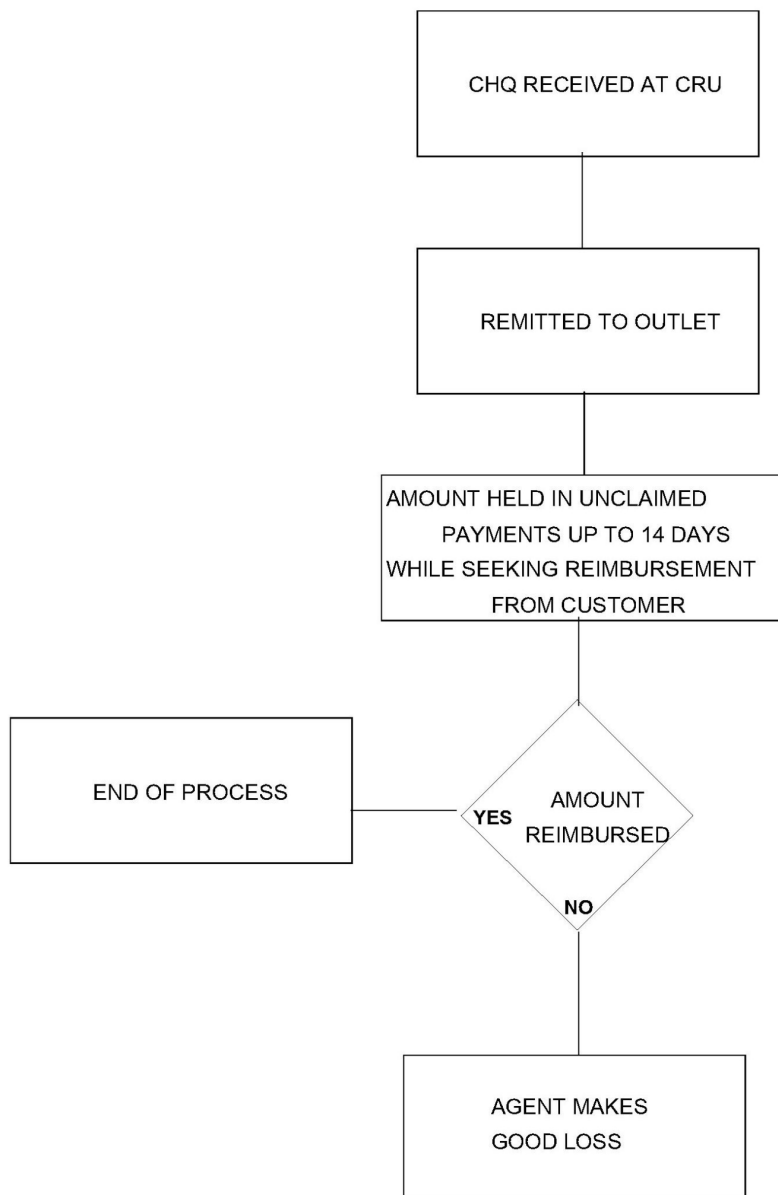 CHQ RECEIVED AT CRU
REMITTED TO OUTLET
AMOUNT HELD IN UNCLAIMED
PAYMENTS UP TO 14 DAYS
WHILE SEEKING REIMBURSEMENT
FROM CUSTOMER
END OF PROCESS
YES
AMOUNT
REIMBURSED
NO
AGENT MAKES
GOOD LOSS